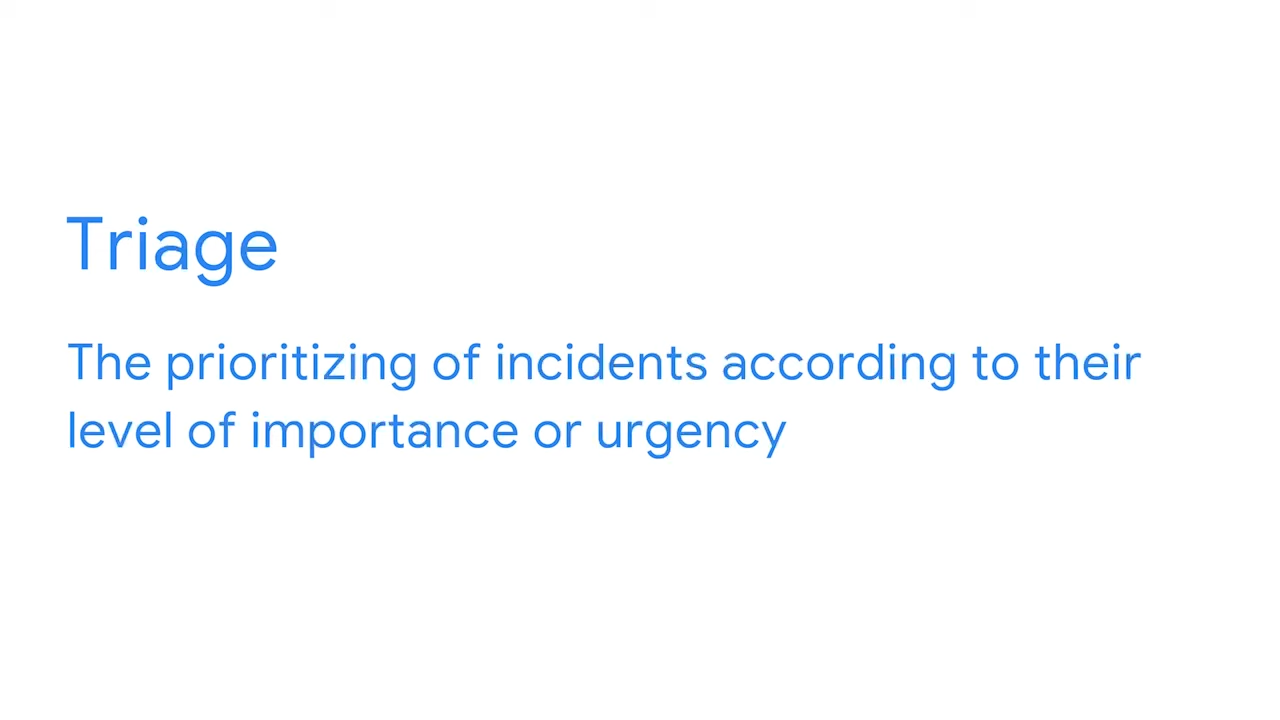 Triage
The prioritizing of incidents according to their
level of importance or urgency